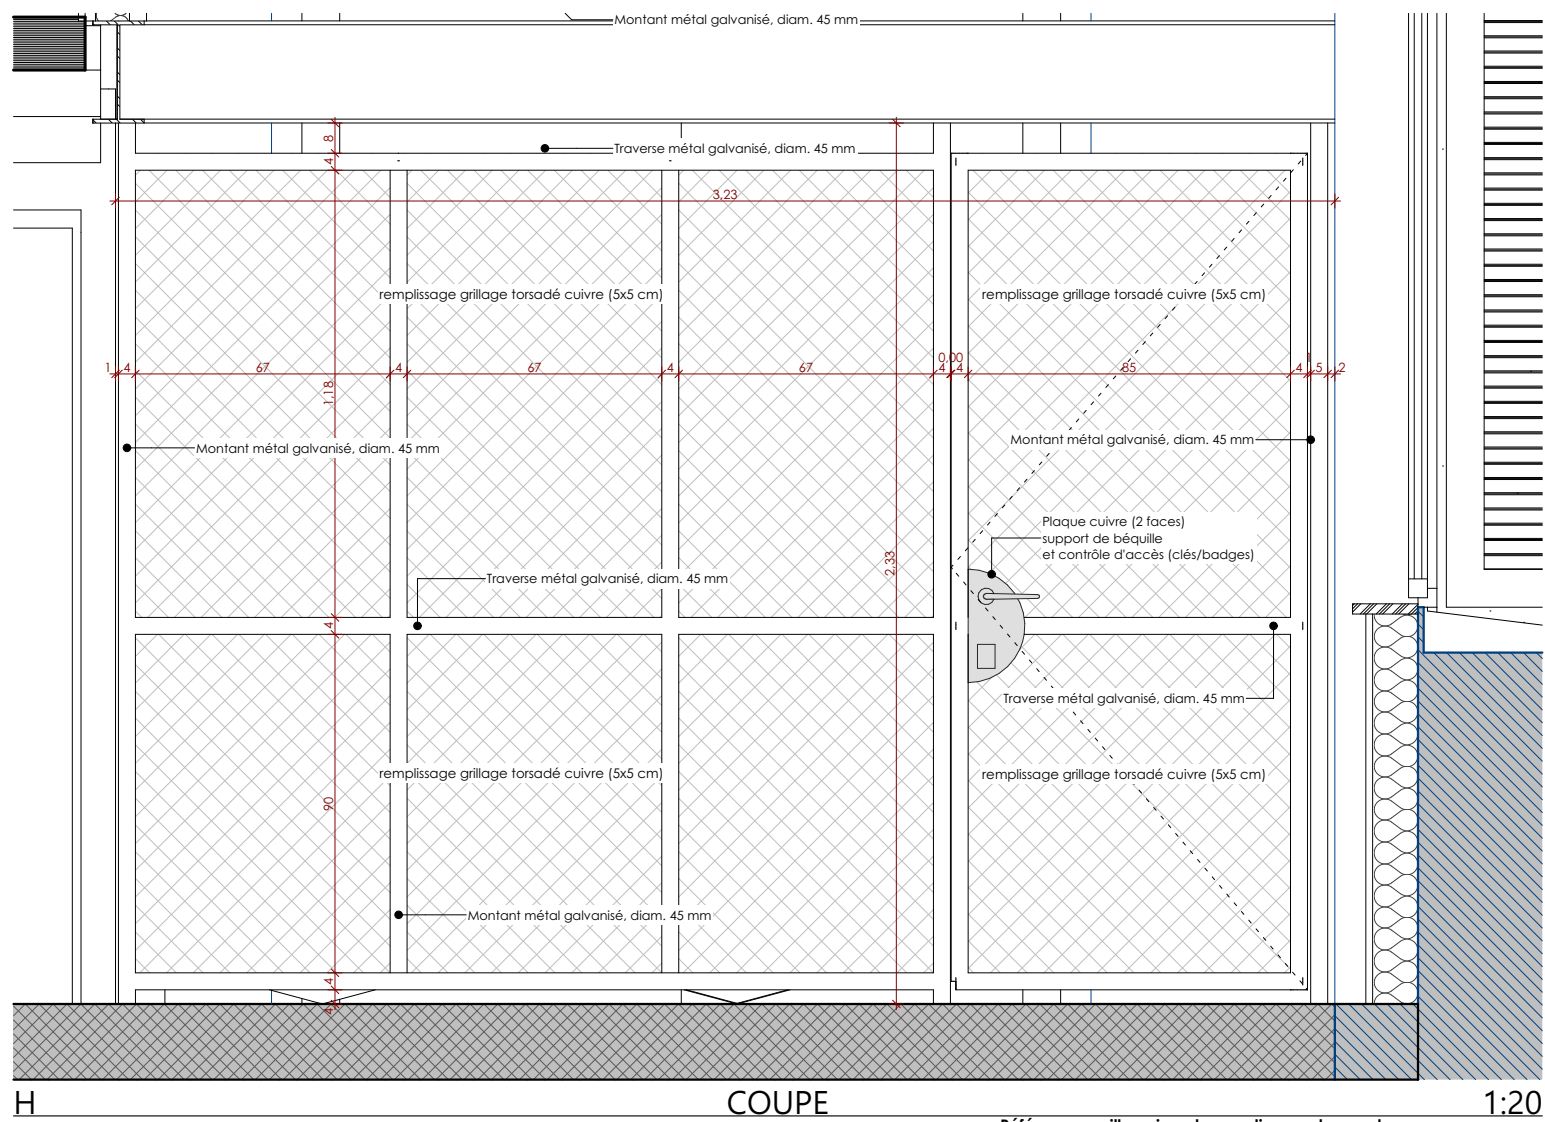 Montant métal galvanisé, diam. 45 mm
8
Traverse métal galvanisé, diam. 45 mm
4
3,23
remplissage grillage torsadé cuivre (5x5 cm)
remplissage grillage torsadé cuivre (5x5 cm)
0,00
1
1 4 67 4 67 4 67 4 4 85 4 5 2
1,18
Montant métal galvanisé, diam. 45 mm
Montant métal galvanisé, diam. 45 mm
Plaque cuivre (2 faces)
support de béquille
et contrôle d'accès (clés/badges)
2,33
Traverse métal galvanisé, diam. 45 mm
4
Traverse métal galvanisé, diam. 45 mm
remplissage grillage torsadé cuivre (5x5 cm)
remplissage grillage torsadé cuivre (5x5 cm)
90
Montant métal galvanisé, diam. 45 mm
4
4
H COUPE 1:20